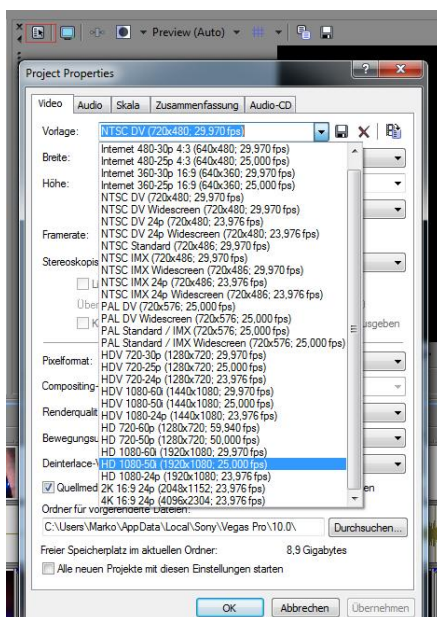 Preview (Auto)
Project Properties
Video Audio Skala Zusammenfassung Audio-CD
Vorlage: NTSC DV (720x480; 29,970 fps)
Internet 480-30p 4:3 (640x480; 29,970 fps)
Breite: Internet 480-25p 4:3 (640x480; 25,000 fps)
Internet 360-30p 16:9 (640x360; 29,970 fps)
Höhe: Internet 360-25p 16:9 (640x360; 25,000 fps)
NTSC DV (720x480; 29,970 fps)
NTSC DV Widescreen (720x480; 29,970 fps)
NTSC DV 24p (720x480; 23,976 fps)
Framerate: NTSC DV 24p Widescreen (720x480; 23,976 fps)
NTSC Standard (720x486; 29,970 fps)
NTSC IMX (720x486; 29,970 fps)
Stereoskopis NTSC IMX Widescreen (720x486; 29,970 fps)
NTSC IMX 24p (720x486; 23,976 fps)
NTSC IMX 24p Widescreen (720x486; 23,976 fps)
Über PAL DV (720x576; 25,000 fps)
PAL DV Widescreen (720x576; 25,000 fps)
K PAL Standard / IMX (720x576; 25,000 fps) usgeben
PAL Standard / IMX Widescreen (720x576; 25,000 fps)
Pixelformat: HDV 720-30p (1280x720; 29,970 fps)
HDV 720-25p (1280x720; 25,000 fps)
HDV 720-24p (1280x720; 23,976 fps)
Compositing- HDV 1080-60i (1440x1080; 29,970 fps)
HDV 1080-50i (1440x1080; 25,000 fps)
Renderqualit HDV 1080-24p (1440x1080; 23,976 fps)
HD 720-60p (1280x720; 59,940 fps)
Bewegungsu HD 720-50p (1280x720; 50,000 fps)
HD 1080-60i (1920x1080; 29,970 fps)
Deinterlace-V HD 1080-50i (1920x1080; 25,000 fps)
HD 1080-24p (1920x1080; 23,976 fps)
Quellmed 2K 16:9 24p (2048x1152; 23,976 fps) en
4K 16:9 24p (4096x2304; 23,976 fps)
Ordner für vorgerenderte Dateien:
C:\Users\Marko\AppData\Local\Sony\Vegas Pro\10.0\ Durchsuchen...
Freier Speicherplatz im aktuellen Ordner: 8,9 Gigabytes
Alle neuen Projekte mit diesen Einstellungen starten
OK Abbrechen Übernehmen